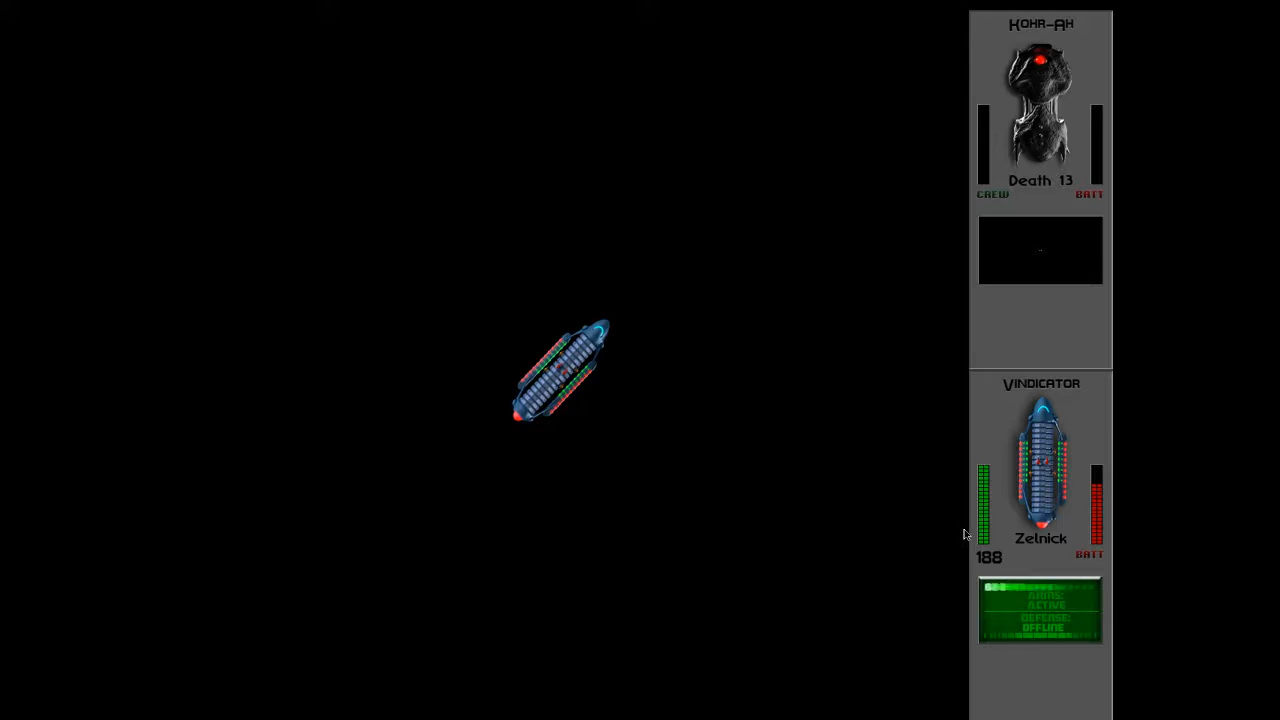 Kohr-Ah
Death 13
CREW BATT
Vindicator
Zelnick
188 BATT
ARMS:
ACTIVE
DEFENSE:
OFFLINE